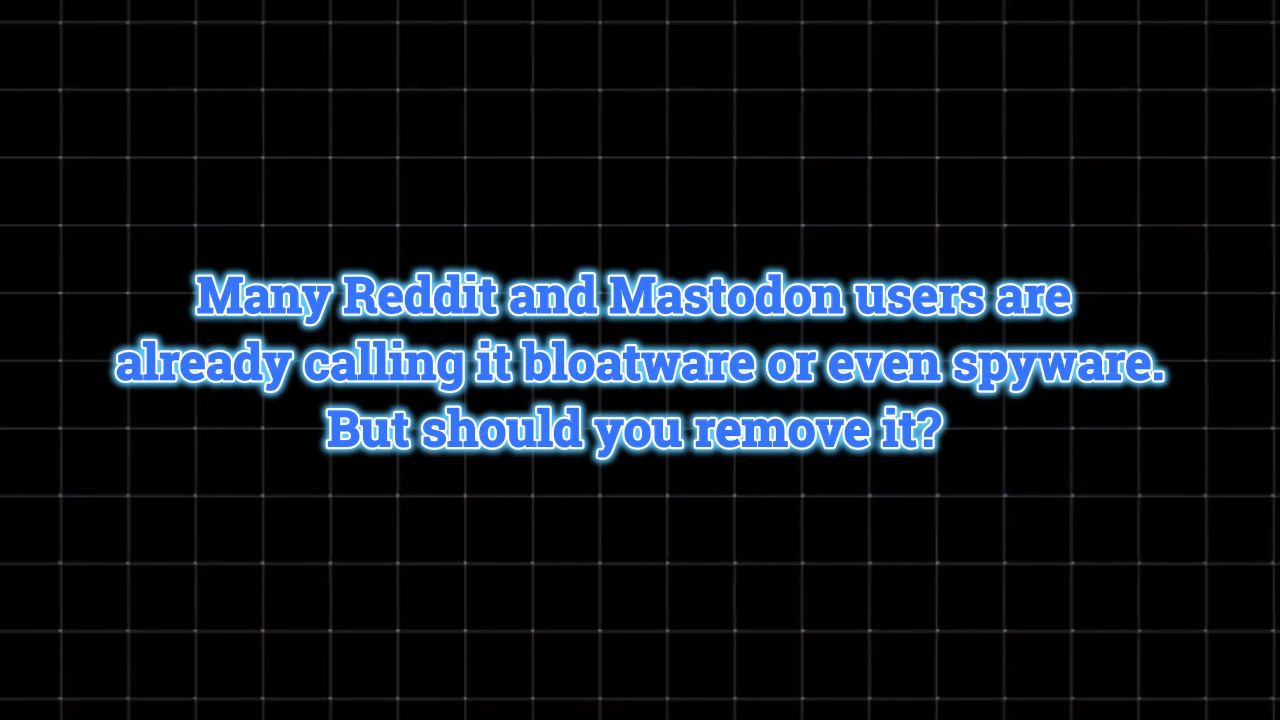 Many Reddit and Mastodon users are
already calling it bloatware or even spyware.
But should you remove it?